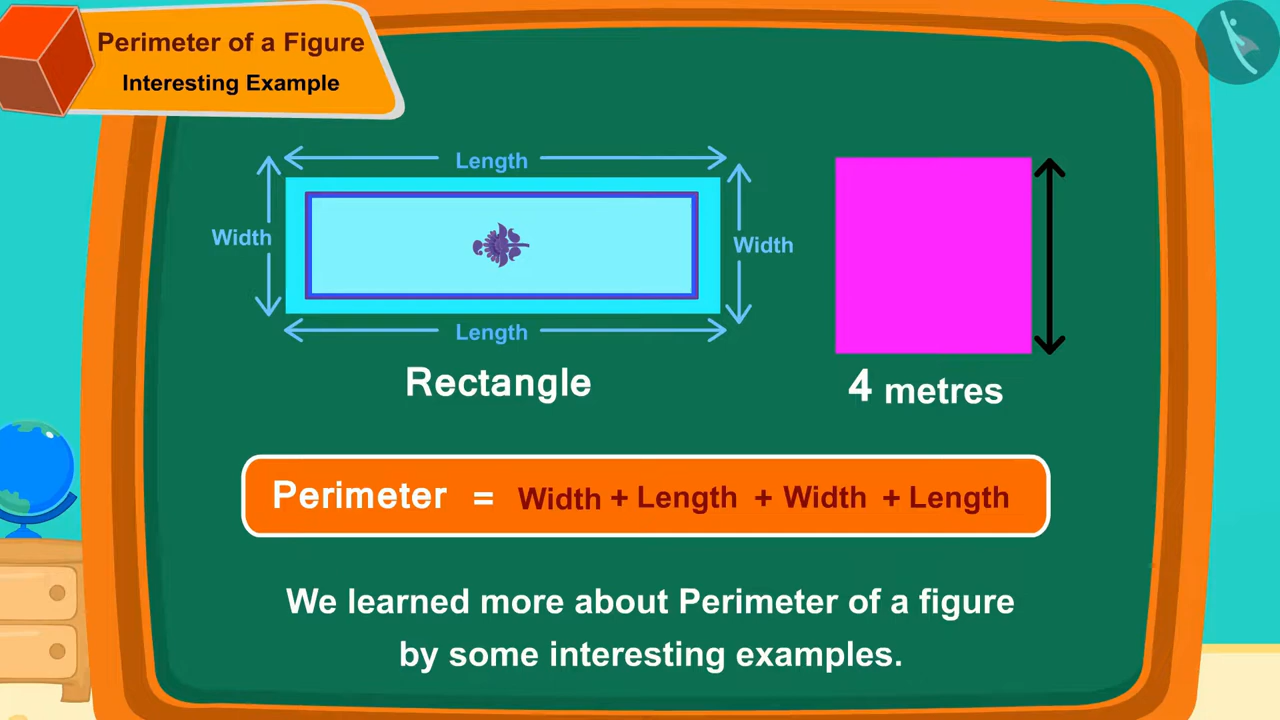 Perimeter of a Figure
Interesting Example
Length
Width
Width
Length
Rectangle
4 metres
Perimeter = Width + Length + Width + Length
We learned more about Perimeter of a figure
by some interesting examples.